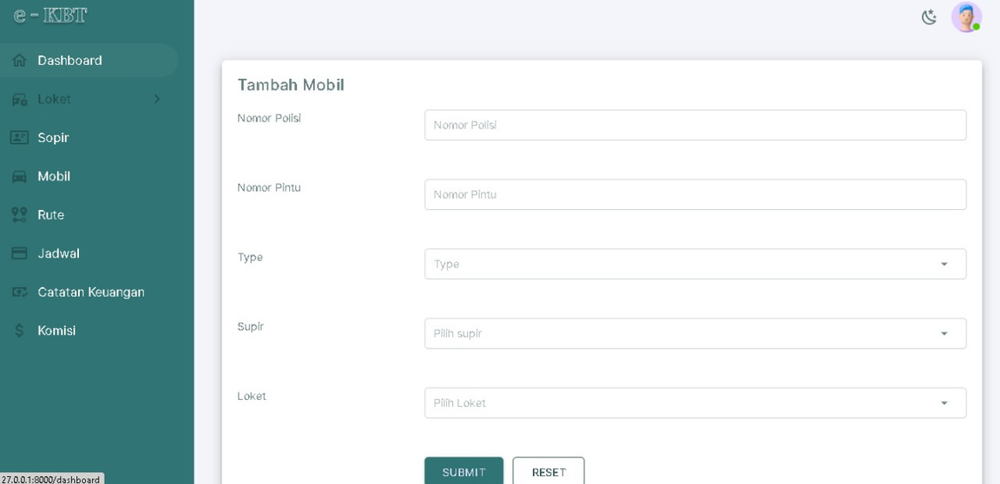 e - KBT
Dashboard
Loket
Sopir
Mobil
Rute
Jadwal
Catatan Keuangan
Komisi
Tambah Mobil
Nomor Polisi
Nomor Polisi
Nomor Pintu
Nomor Pintu
Type
Type
Supir
Pilih supir
Loket
Pilih Loket
SUBMIT
RESET
27.0.0.1:8000/dashboard